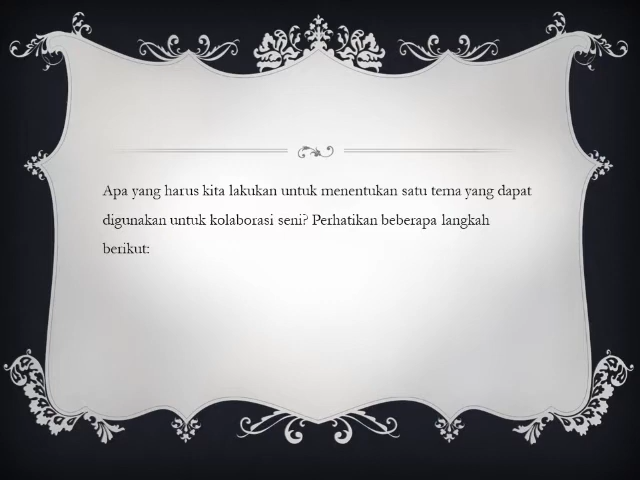 Apa yang harus kita lakukan untuk menentukan satu tema yang dapat
digunakan untuk kolaborasi seni? Perhatikan beberapa langkah
berikut: